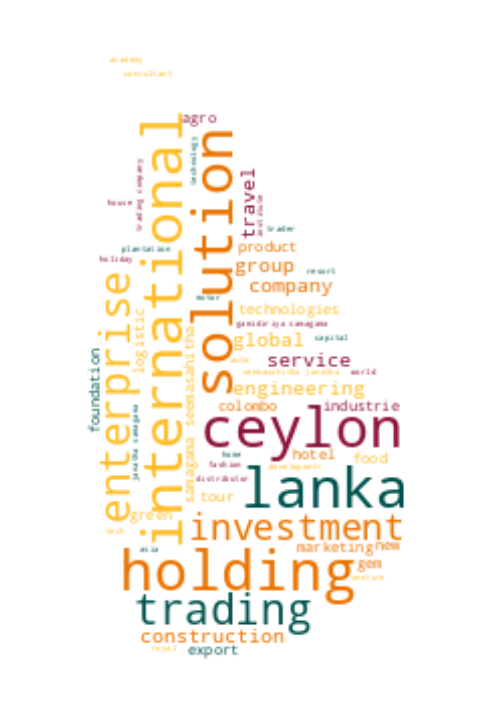 academy
consultant
agro
international
solution
technology
trading company
travel
institute
house
trader
plantation
product
holiday
group
resort
enterprise
company
motor
logistic
technologies
gamidiriya samagama
samagama seemasahitha
global
capital
foundation
service
auto
seemasahitha janatha
world
engineering
janatha samagama
colombo
industrie
ceylon
home
hotel
food
fashion
development
lanka
distributor
tour
green
investment
tech
asia
marketing
new
holding
gem
venture
trading
construction
royal
export